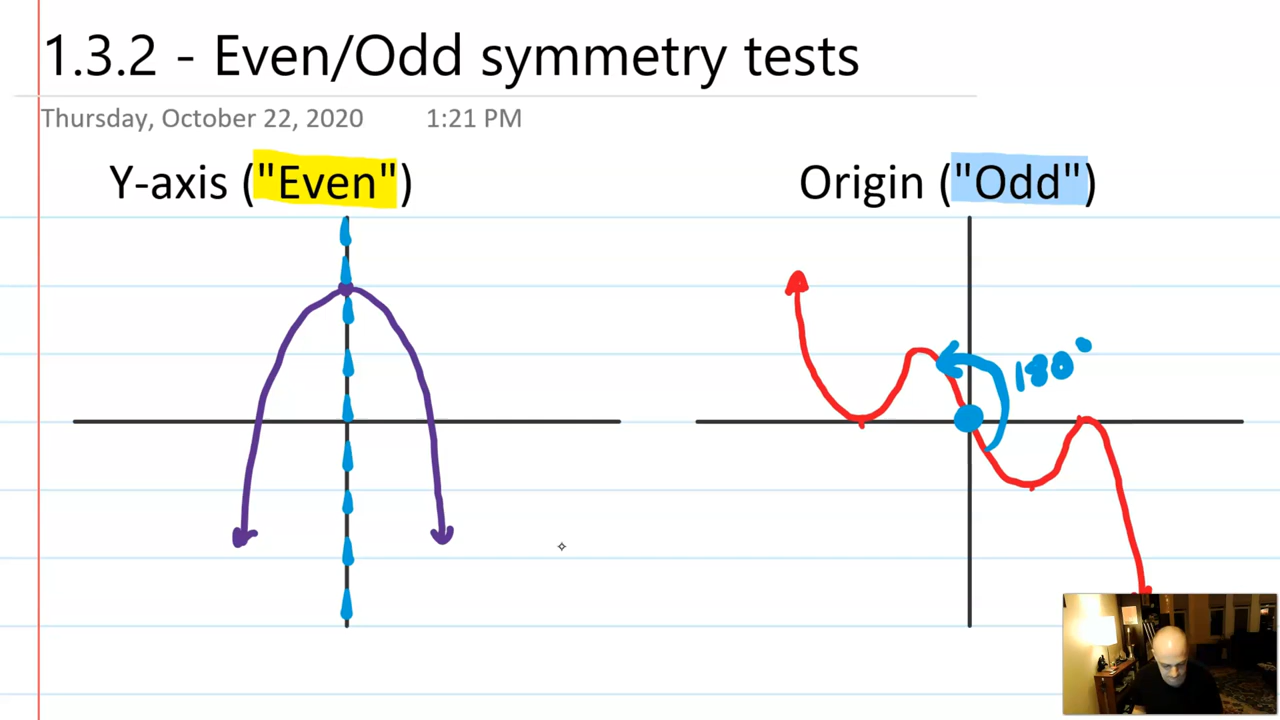 1.3.2 - Even/Odd symmetry tests
Thursday, October 22, 2020 1:21 PM
Y-axis ("Even")
Origin ("Odd")
180°